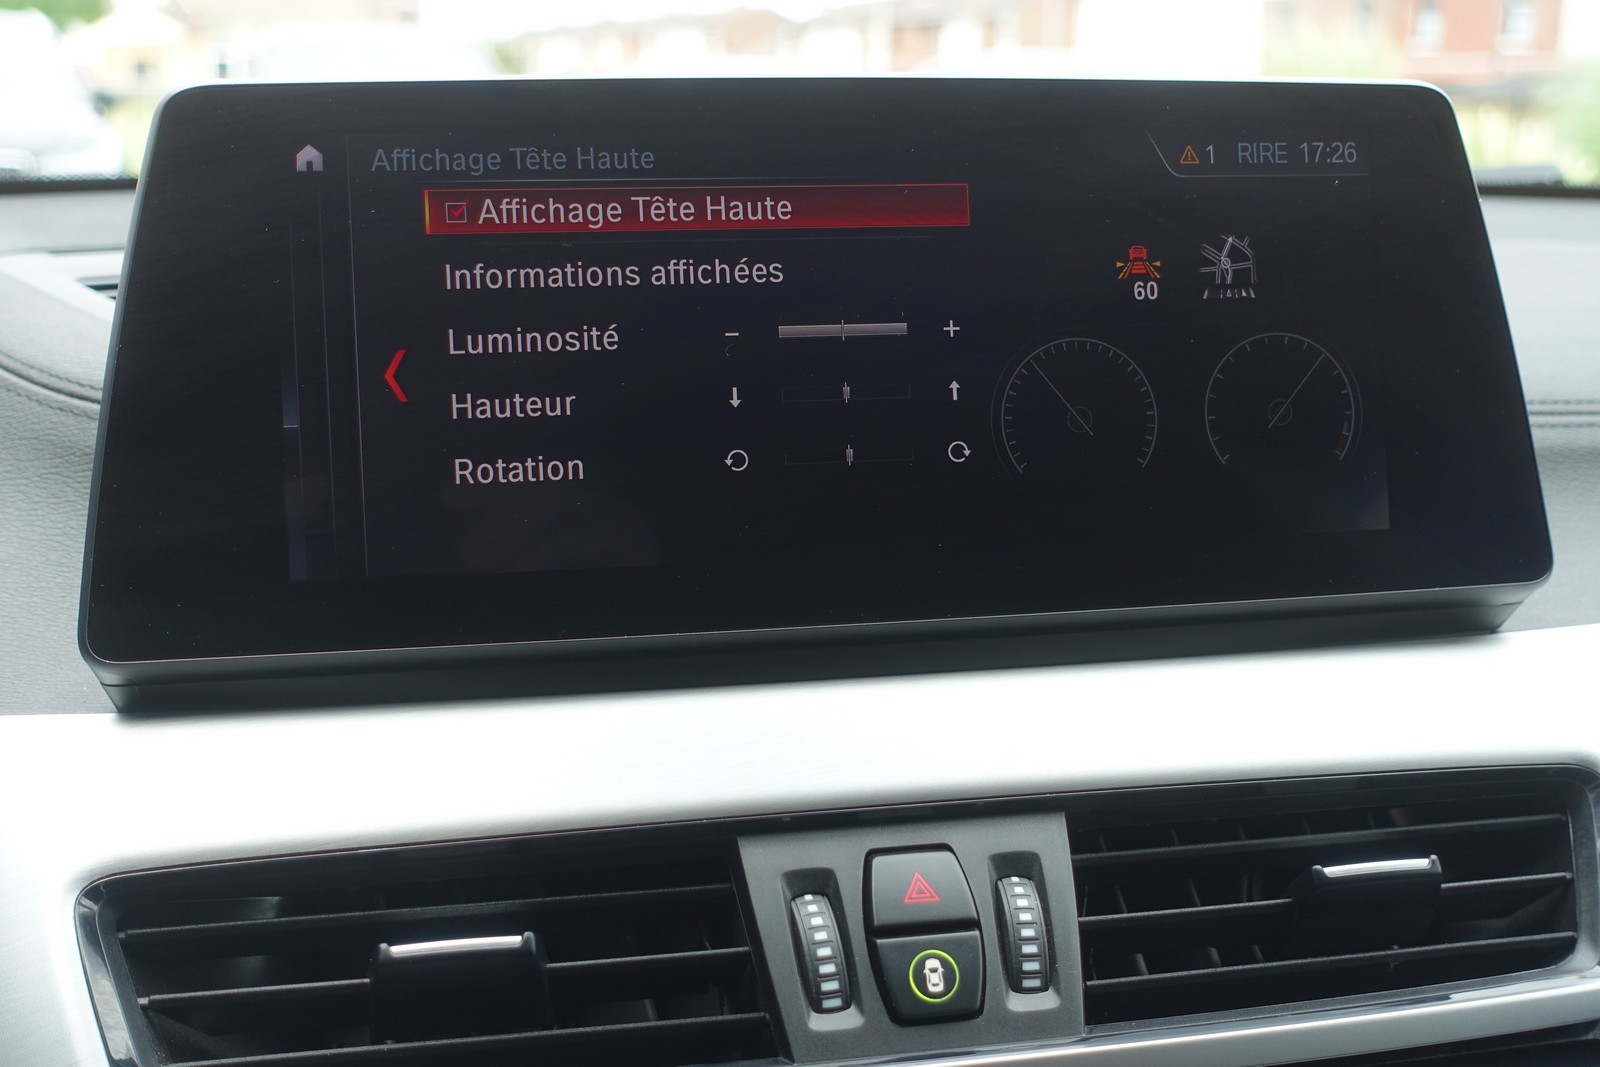 Affichage Tête Haute
1 RIRE 17:26
Affichage Tête Haute
Informations affichées
60
Luminosité - +
Hauteur
Rotation